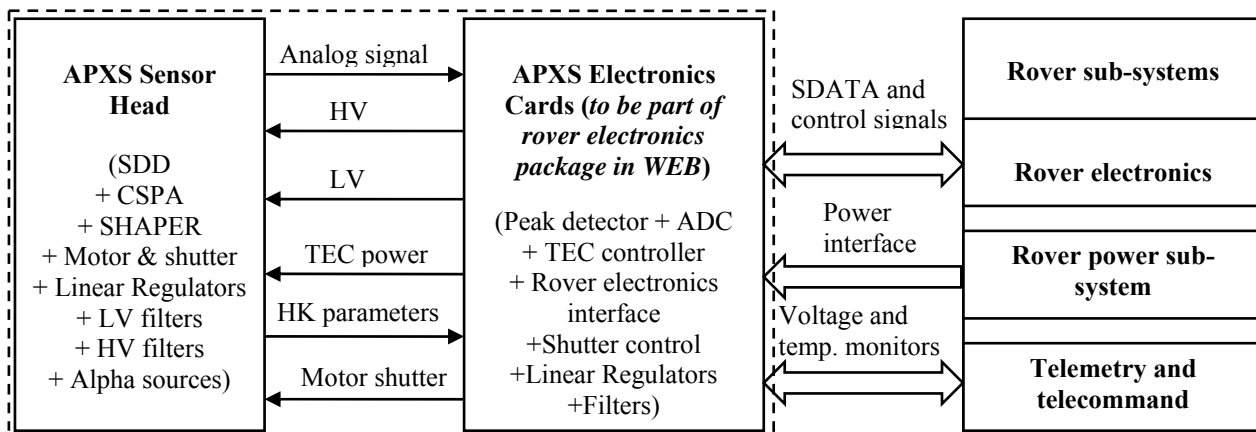 APXS Sensor
Head
(SDD
+ CSPA
+ SHAPER
+ Motor & shutter
+ Linear Regulators
+ LV filters
+ HV filters
+ Alpha sources)
Analog signal
HV
LV
TEC power
HK parameters
Motor shutter
APXS Electronics
Cards (to be part of
rover electronics
package in WEB)
(Peak detector + ADC
+ TEC controller
+ Rover electronics
interface
+Shutter control
+Linear Regulators
+Filters)
SDATA and
control signals
Power
interface
Voltage and
temp. monitors
Rover sub-systems
Rover electronics
Rover power sub-
system
Telemetry and
telecommand